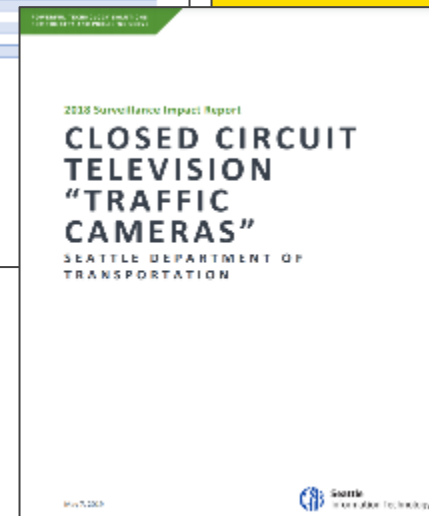 2018 Surveillance Impact Report
CLOSED CIRCUIT
TELEVISION
“TRAFFIC
CAMERAS”
SEATTLE DEPARTMENT OF
TRANSPORTATION
Seattle
Information Technology